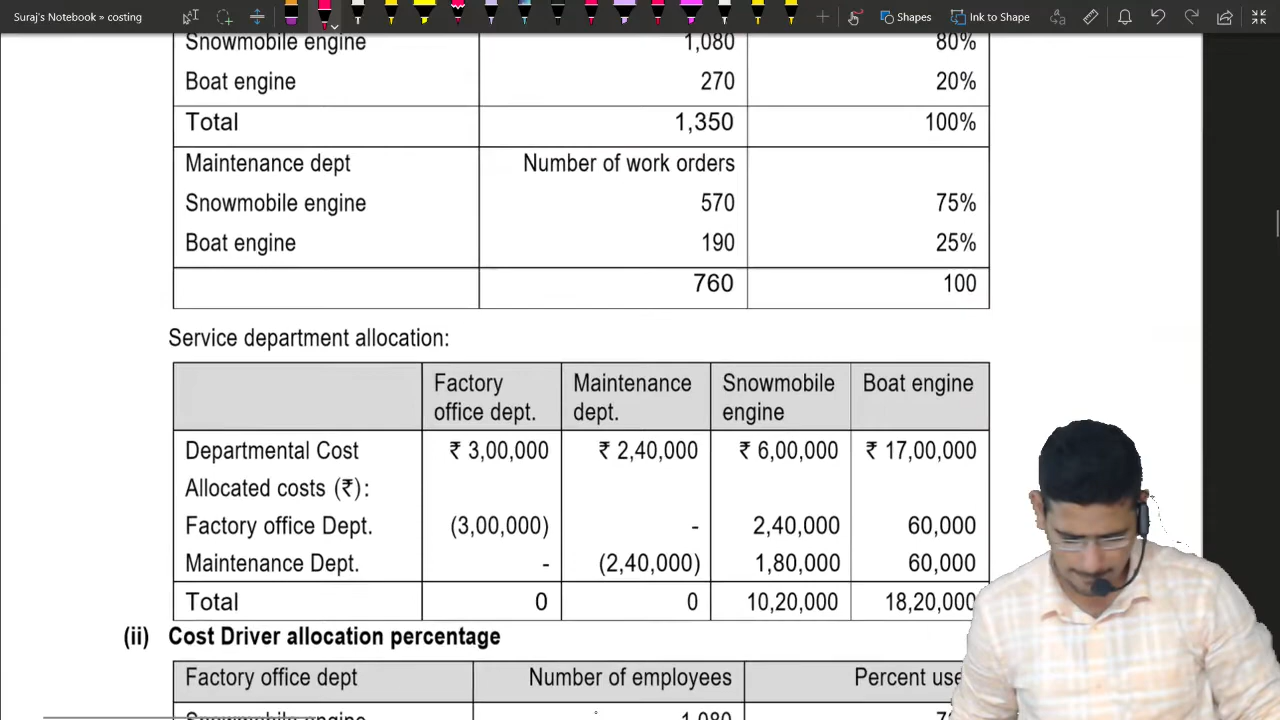 Suraj's Notebook » costing
Shapes
Ink to Shape
Snowmobile engine 1,080 80%
Boat engine 270 20%
Total 1,350 100%
Maintenance dept Number of work orders
Snowmobile engine 570 75%
Boat engine 190 25%
760 100
Service department allocation:
Factory office dept. Maintenance dept. Snowmobile engine Boat engine
Departmental Cost ₹ 3,00,000 ₹ 2,40,000 ₹ 6,00,000 ₹ 17,00,000
Allocated costs (₹):
Factory office Dept. (3,00,000) - 2,40,000 60,000
Maintenance Dept. - (2,40,000) 1,80,000 60,000
Total 0 0 10,20,000 18,20,000
(ii) Cost Driver allocation percentage
Factory office dept Number of employees Percent
Snowmobile engine 1,080